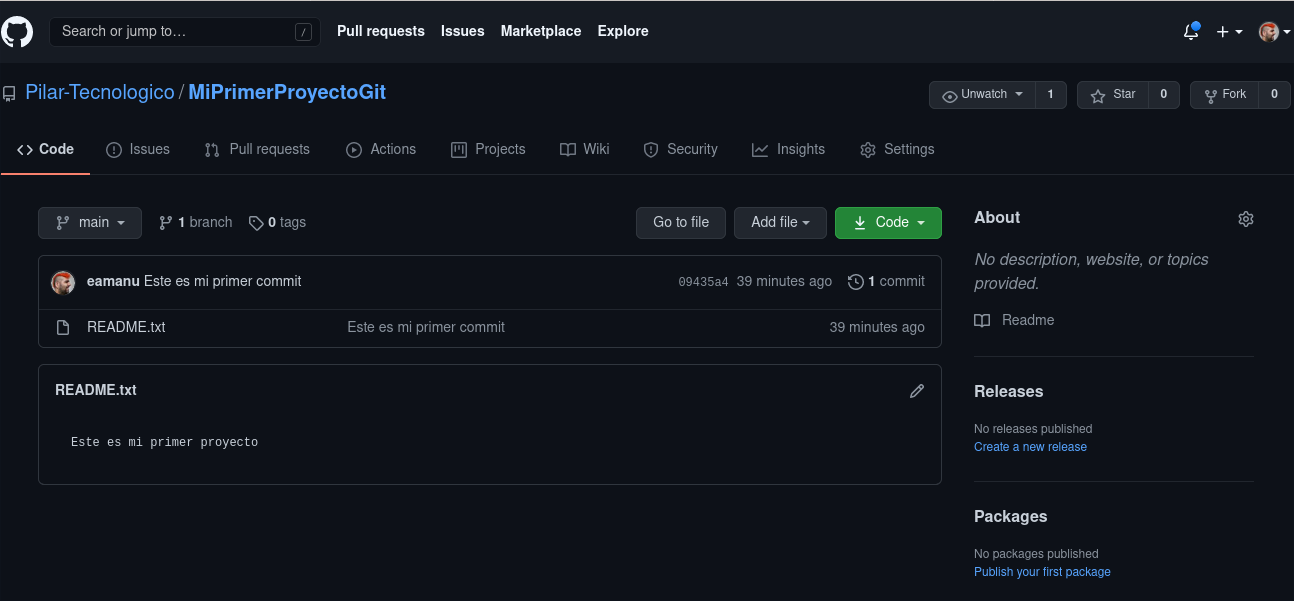 Search or jump to… / Pull requests Issues Marketplace Explore
Pilar-Tecnologico / MiPrimerProyectoGit Unwatch 1 Star 0 Fork 0
Code Issues Pull requests Actions Projects Wiki Security Insights Settings
main 1 branch 0 tags Go to file Add file Code
eamanu Este es mi primer commit 09435a4 39 minutes ago 1 commit
README.txt Este es mi primer commit 39 minutes ago
README.txt
Este es mi primer proyecto
About
No description, website, or topics
provided.
Readme
Releases
No releases published
Create a new release
Packages
No packages published
Publish your first package